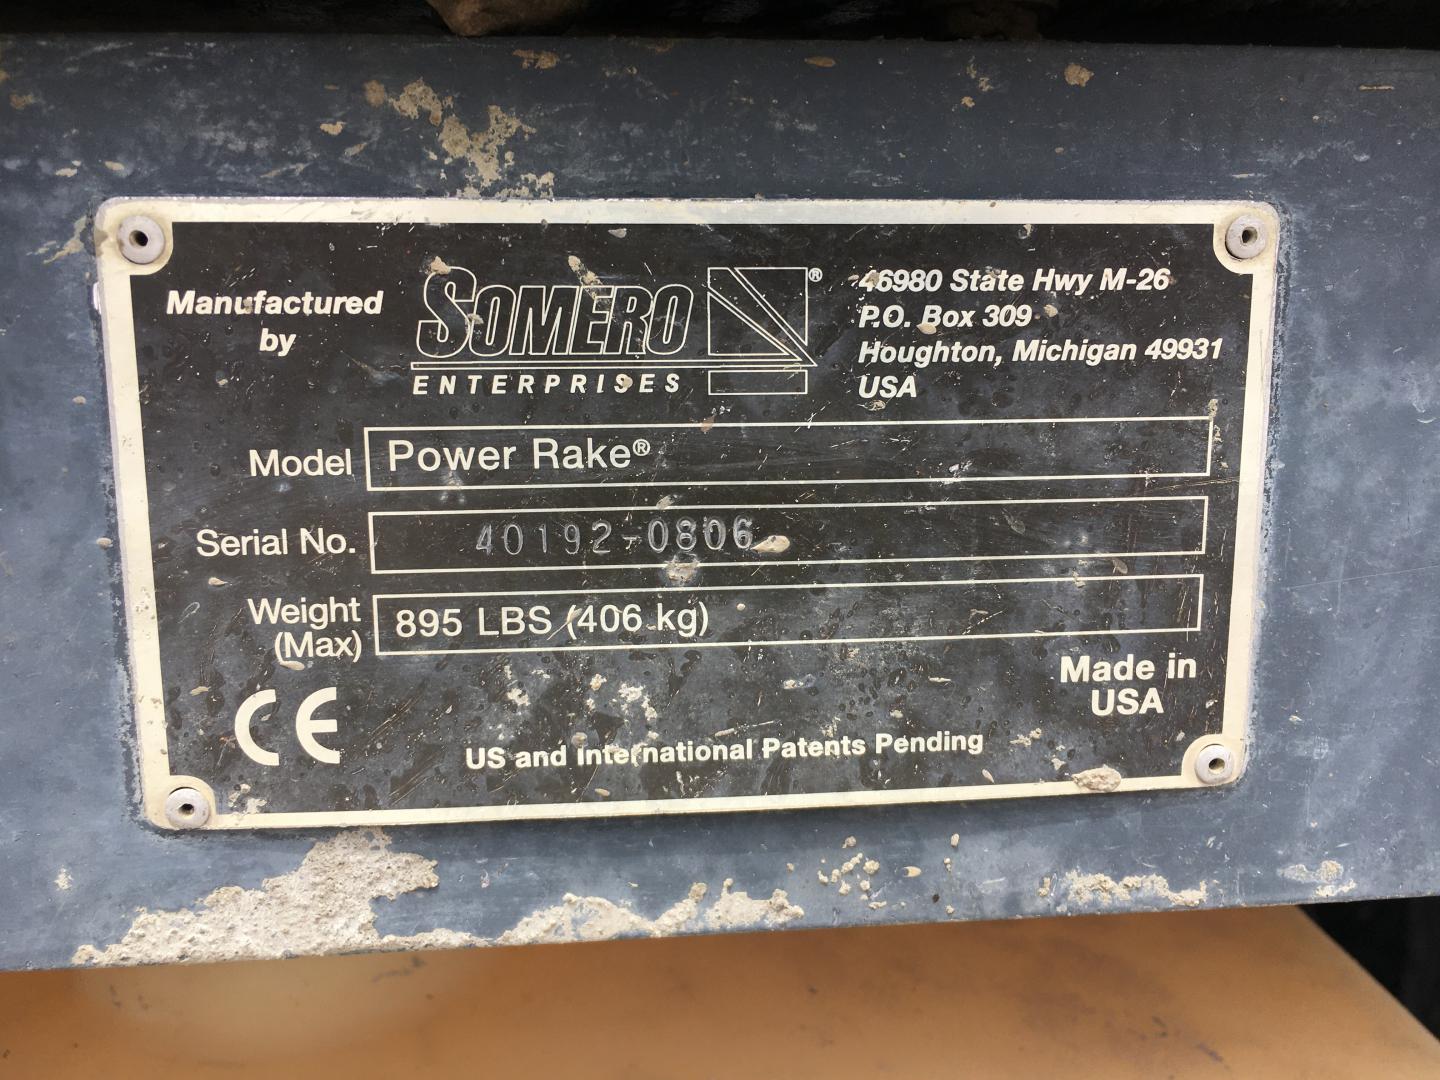 Manufactured
by
SOMERO®
ENTERPRISES
46980 State Hwy M-26
P.O. Box 309
Houghton, Michigan 49931
USA
Model Power Rake®
Serial No. 40192-0806
Weight
(Max) 895 LBS (406 kg)
CE
Made in
USA
US and International Patents Pending